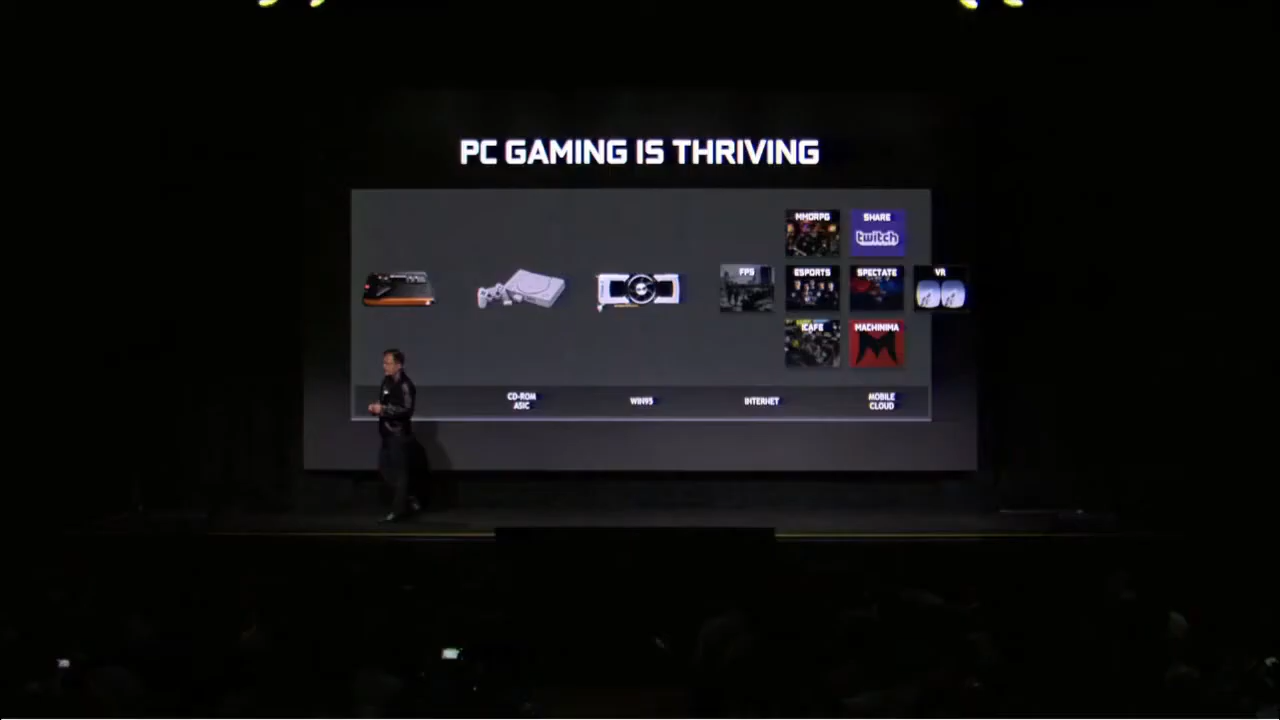 PC GAMING IS THRIVING
MMORPG
SHARE
twitch
FPS
ESPORTS
SPECTATE
VR
ICAFE
MACHINIMA
CD-ROM
ASIC
WIN95
INTERNET
MOBILE
CLOUD